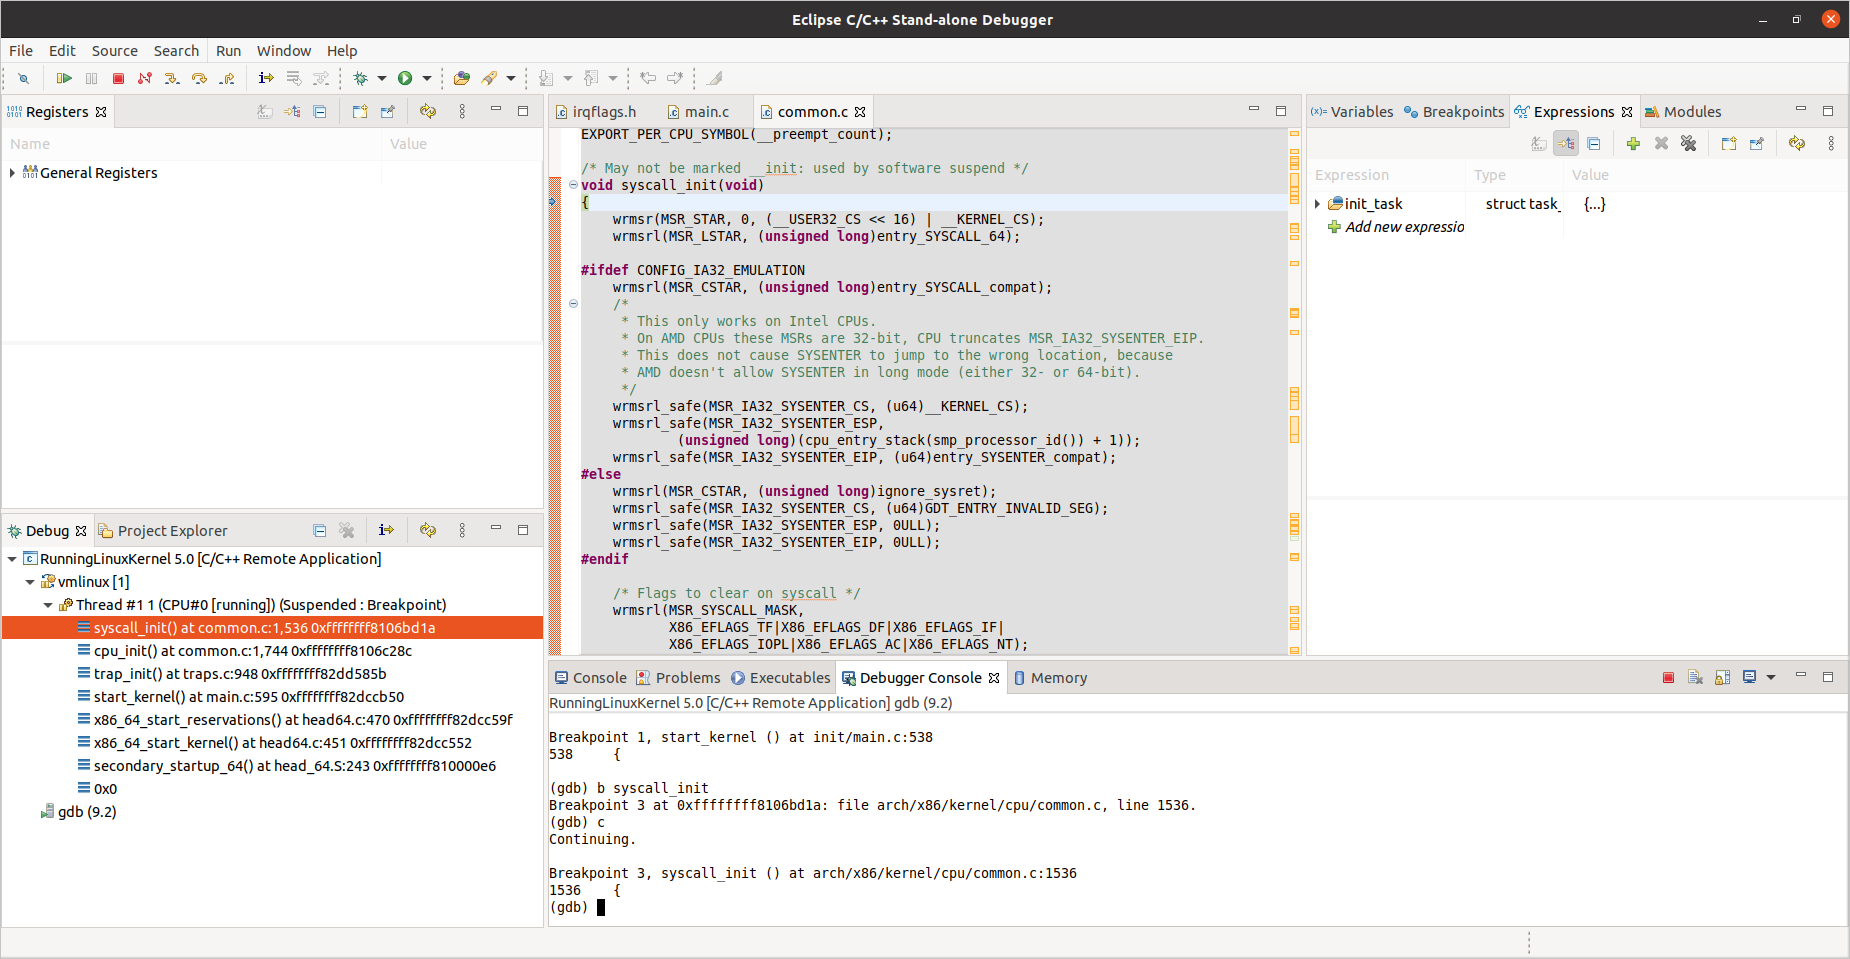 Eclipse C/C++ Stand-alone Debugger
File Edit Source Search Run Window Help
Registers
Name Value
General Registers
irqflags.h main.c common.c
EXPORT_PER_CPU_SYMBOL(__preempt_count);
/* May not be marked __init: used by software suspend */
void syscall_init(void)
{
wrmsr(MSR_STAR, 0, (__USER32_CS << 16) | __KERNEL_CS);
wrmsrl(MSR_LSTAR, (unsigned long)entry_SYSCALL_64);
#ifdef CONFIG_IA32_EMULATION
wrmsrl(MSR_CSTAR, (unsigned long)entry_SYSCALL_compat);
/*
* This only works on Intel CPUs.
* On AMD CPUs these MSRs are 32-bit, CPU truncates MSR_IA32_SYSENTER_EIP.
* This does not cause SYSENTER to jump to the wrong location, because
* AMD doesn't allow SYSENTER in long mode (either 32- or 64-bit).
*/
wrmsrl_safe(MSR_IA32_SYSENTER_CS, (u64)__KERNEL_CS);
wrmsrl_safe(MSR_IA32_SYSENTER_ESP,
(unsigned long)(cpu_entry_stack(smp_processor_id()) + 1));
wrmsrl_safe(MSR_IA32_SYSENTER_EIP, (u64)entry_SYSENTER_compat);
#else
wrmsrl(MSR_CSTAR, (unsigned long)ignore_sysret);
wrmsrl_safe(MSR_IA32_SYSENTER_CS, (u64)GDT_ENTRY_INVALID_SEG);
wrmsrl_safe(MSR_IA32_SYSENTER_ESP, 0ULL);
wrmsrl_safe(MSR_IA32_SYSENTER_EIP, 0ULL);
#endif
/* Flags to clear on syscall */
wrmsrl(MSR_SYSCALL_MASK,
X86_EFLAGS_TF|X86_EFLAGS_DF|X86_EFLAGS_IF|
X86_EFLAGS_IOPL|X86_EFLAGS_AC|X86_EFLAGS_NT);
(x)= Variables Breakpoints Expressions Modules
Expression Type Value
init_task struct task_ {...}
Add new expressio
Debug Project Explorer
RunningLinuxKernel 5.0 [C/C++ Remote Application]
vmlinux [1]
Thread #1 1 (CPU#0 [running]) (Suspended : Breakpoint)
syscall_init() at common.c:1,536 0xffffffff8106bd1a
cpu_init() at common.c:1,744 0xffffffff8106c28c
trap_init() at traps.c:948 0xffffffff82dd585b
start_kernel() at main.c:595 0xffffffff82dccb50
x86_64_start_reservations() at head64.c:470 0xffffffff82dcc59f
x86_64_start_kernel() at head64.c:451 0xffffffff82dcc552
secondary_startup_64() at head_64.S:243 0xffffffff810000e6
0x0
gdb (9.2)
Console Problems Executables Debugger Console Memory
RunningLinuxKernel 5.0 [C/C++ Remote Application] gdb (9.2)
Breakpoint 1, start_kernel () at init/main.c:538
538 {
(gdb) b syscall_init
Breakpoint 3 at 0xffffffff8106bd1a: file arch/x86/kernel/cpu/common.c, line 1536.
(gdb) c
Continuing.
Breakpoint 3, syscall_init () at arch/x86/kernel/cpu/common.c:1536
1536 {
(gdb)